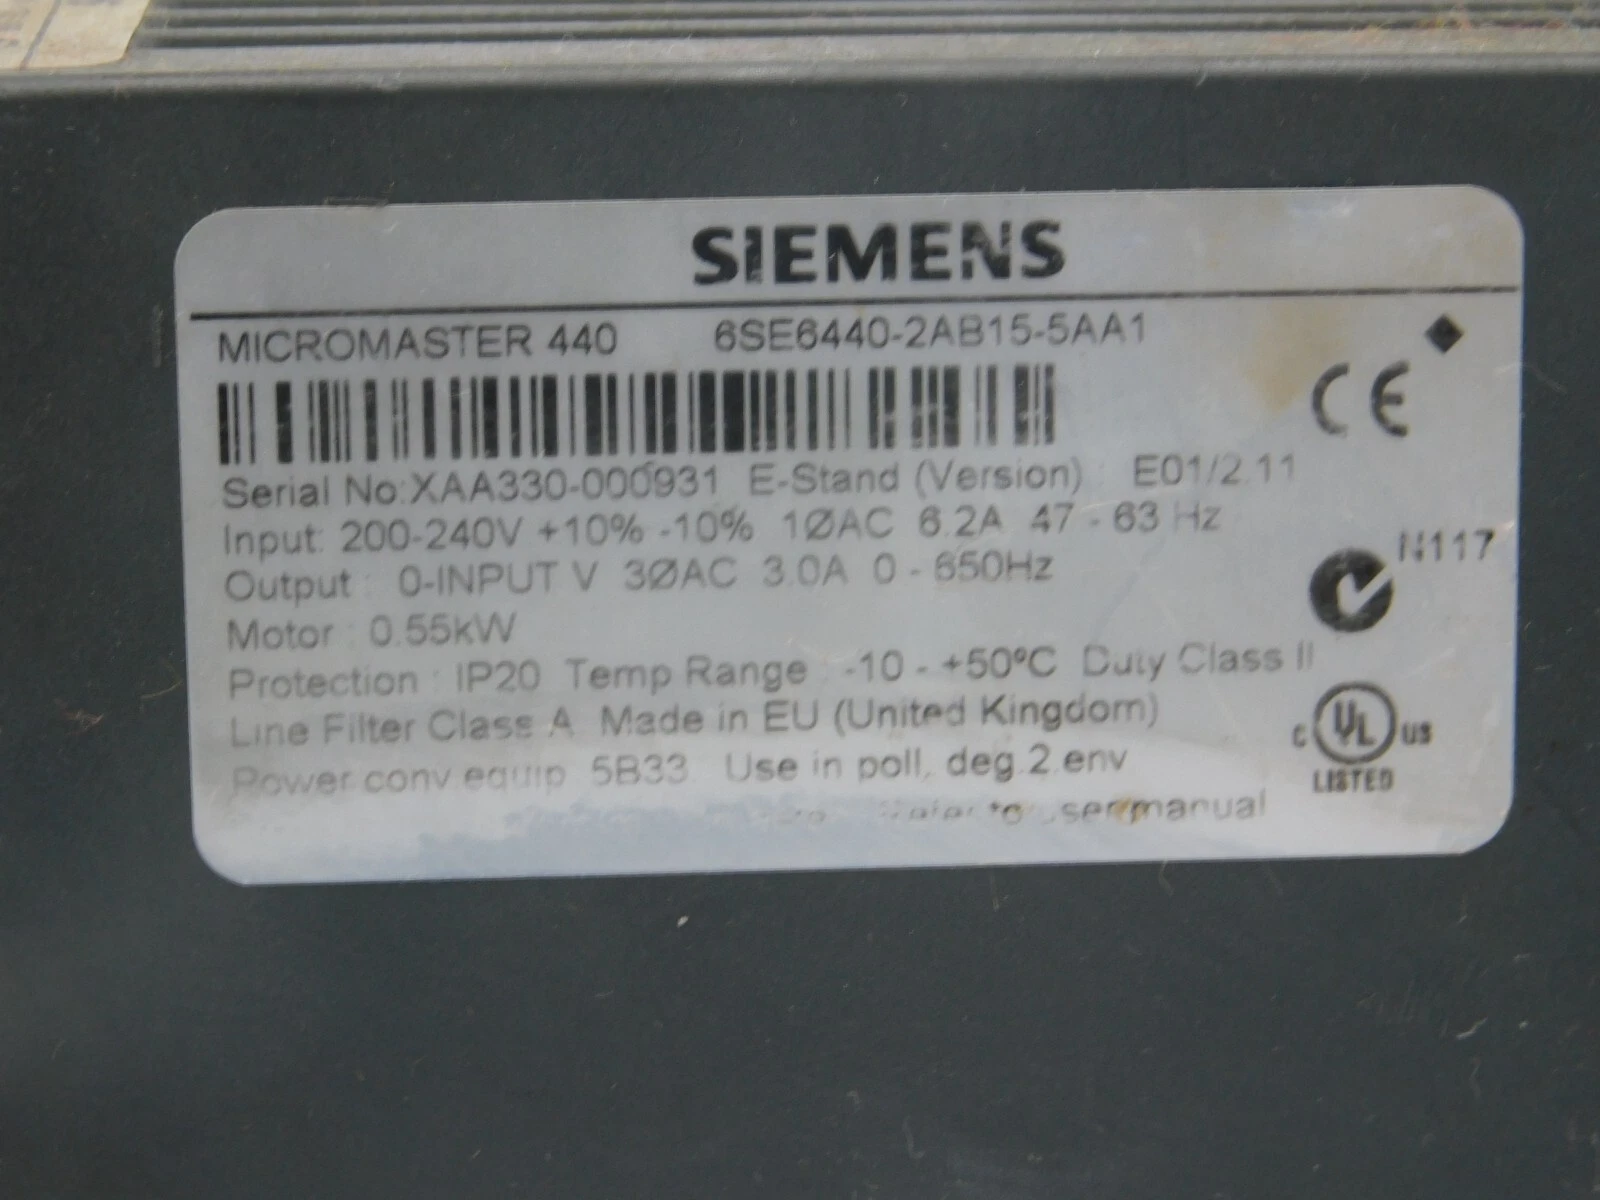 SIEMENS
MICROMASTER 440 6SE6440-2AB15-5AA1
CE
Serial No:XAA330-000931 E-Stand (Version) : E01/2.11
Input: 200-240V +10% -10% 1ØAC 6.2A 47 - 63 Hz
N117
Output : 0-INPUT V 3ØAC 3.0A 0 - 650Hz
Motor : 0.55kW
Protection : IP20 Temp Range : -10 - +50ºC Duty Class II
Line Filter Class A Made in EU (United Kingdom)
c UL us
Power conv.equip 5B33. Use in poll. deg.2.env
LISTED
Refer to user manual